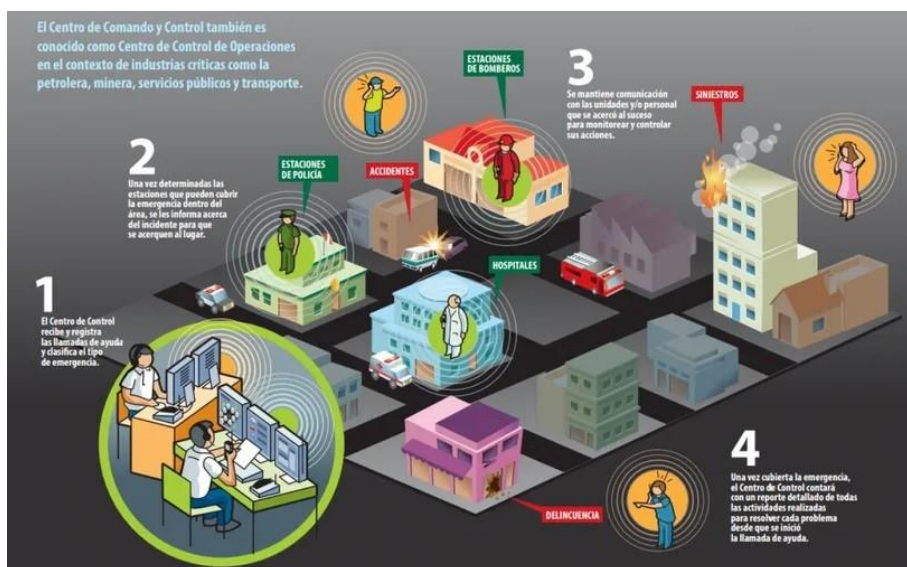 El Centro de Comando y Control también es
conocido como Centro de Control de Operaciones
en el contexto de industrias críticas como la
petrolera, minera, servicios públicos y transporte.
ESTACIONES
DE BOMBEROS
3
Se mantiene comunicación
con las unidades y/o personal
que se acercó al suceso
para monitorear y controlar
sus acciones.
SINIESTROS
2
Una vez determinadas las
estaciones que pueden cubrir
la emergencia dentro del
área, se les informa acerca
del incidente para que
se acerquen al lugar.
ESTACIONES
DE POLICÍA
ACCIDENTES
HOSPITALES
1
El Centro de Control
recibe y registra
las llamadas de ayuda
y clasifica el tipo
de emergencia.
4
Una vez cubierta la emergencia,
el Centro de Control contará
con un reporte detallado de todas
las actividades realizadas
para resolver cada problema
desde que se inició
la llamada de ayuda.
DELINCUENCIA